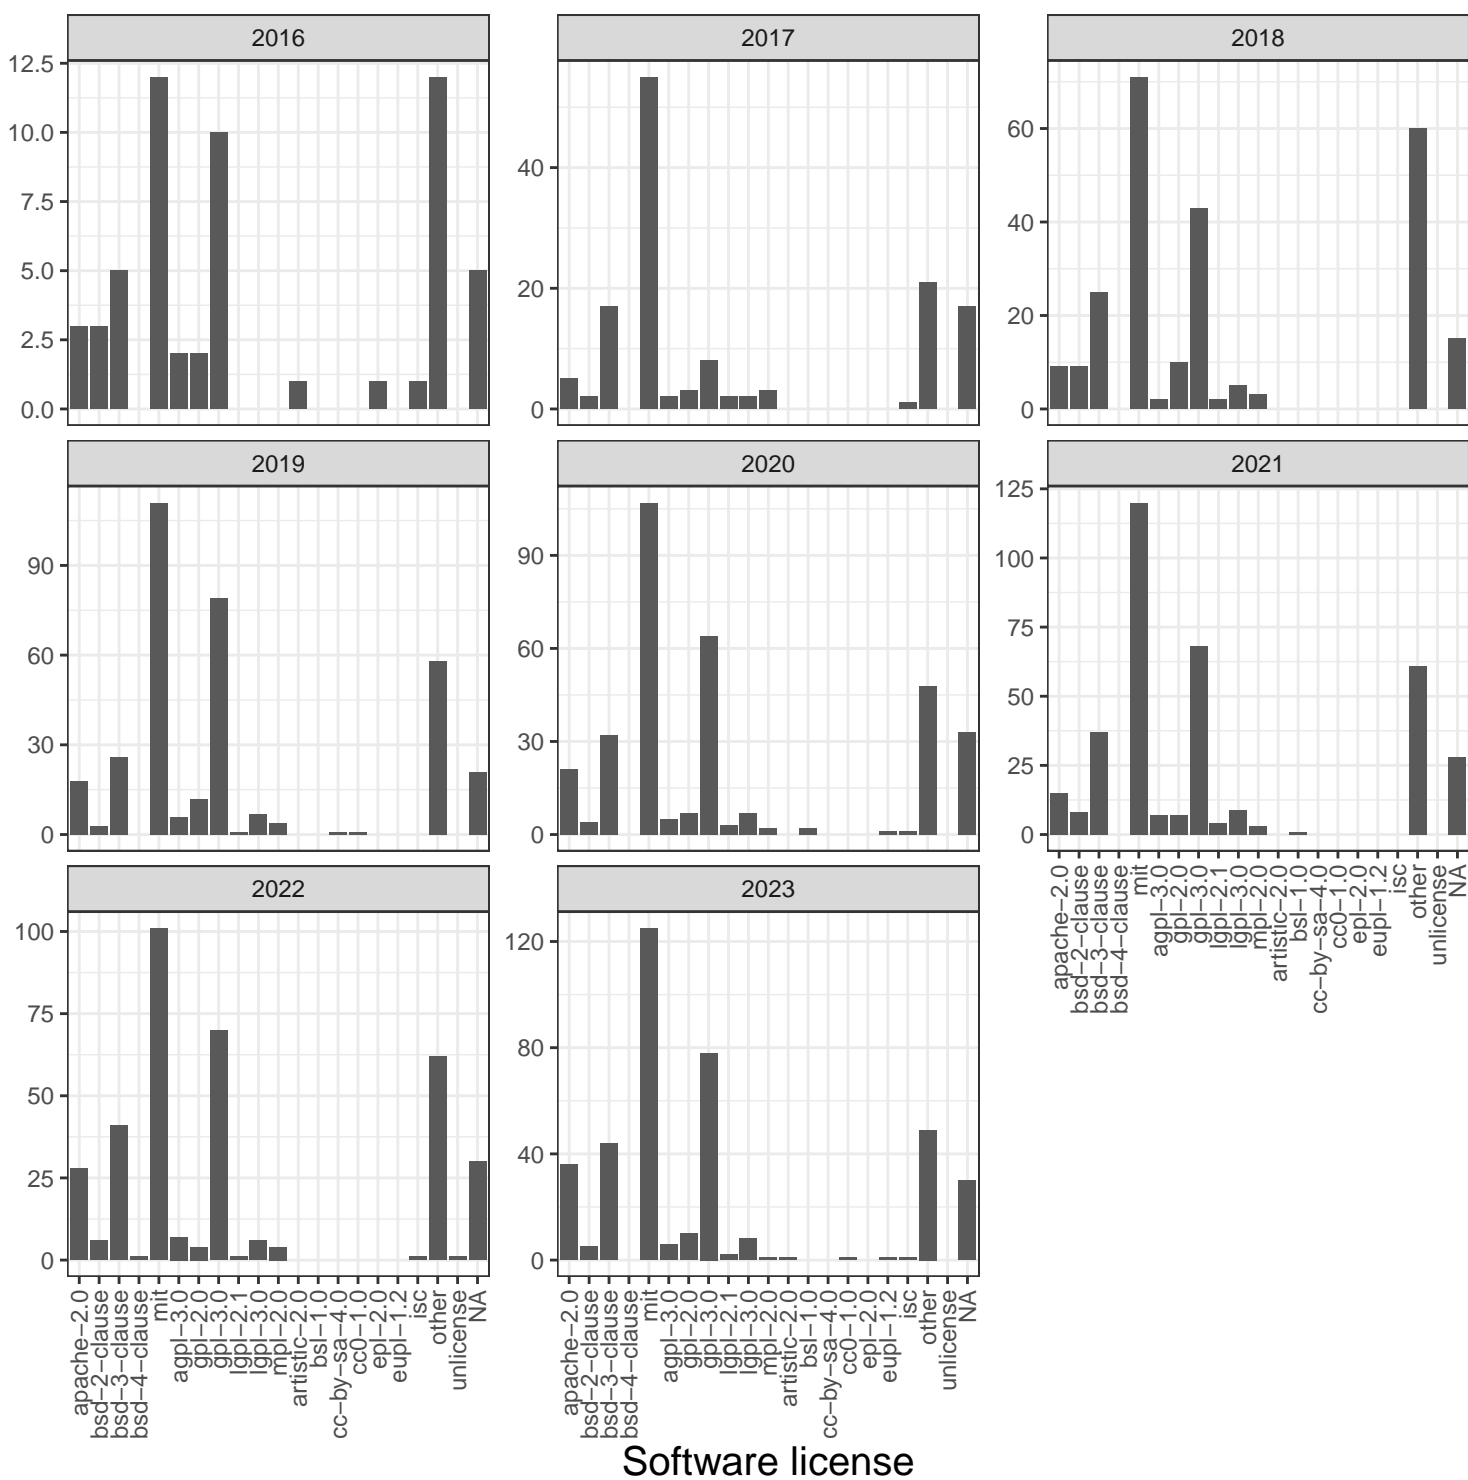 2016
2017
2018
12.5
10.0
7.5
5.0
2.5
0.0
40
20
0
60
40
20
0
2019
2020
2021
90
60
30
0
90
60
30
0
125
100
75
50
25
0
apache−2.0
bsd−2−clause
bsd−3−clause
bsd−4−clause
mit
agpl−3.0
gpl−2.0
gpl−3.0
lgpl−2.1
lgpl−3.0
mpl−2.0
artistic−2.0
bsl−1.0
cc−by−sa−4.0
cc0−1.0
epl−2.0
eupl−1.2
isc
other
unlicense
NA
2022
2023
100
75
50
25
0
120
80
40
0
apache−2.0
bsd−2−clause
bsd−3−clause
bsd−4−clause
mit
agpl−3.0
gpl−2.0
gpl−3.0
lgpl−2.1
lgpl−3.0
mpl−2.0
artistic−2.0
bsl−1.0
cc−by−sa−4.0
cc0−1.0
epl−2.0
eupl−1.2
isc
other
unlicense
NA
apache−2.0
bsd−2−clause
bsd−3−clause
bsd−4−clause
mit
agpl−3.0
gpl−2.0
gpl−3.0
lgpl−2.1
lgpl−3.0
mpl−2.0
artistic−2.0
bsl−1.0
cc−by−sa−4.0
cc0−1.0
epl−2.0
eupl−1.2
isc
other
unlicense
NA
Software license